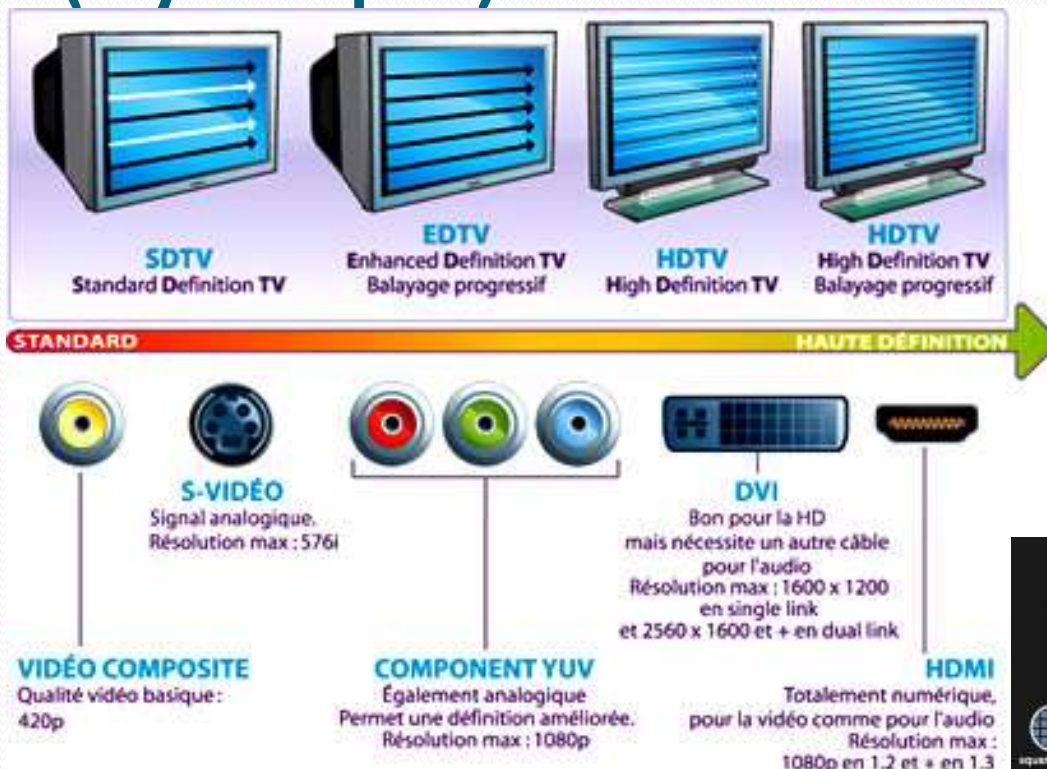 SDTV
Standard Definition TV
EDTV
Enhanced Definition TV
Balayage progressif
HDTV
High Definition TV
HDTV
High Definition TV
Balayage progressif
STANDARD
HAUTE DÉFINITION
S-VIDÉO
Signal analogique.
Résolution max : 576i
DVI
Bon pour la HD
mais nécessite un autre câble
pour l'audio
Résolution max : 1600 x 1200
en single link
et 2560 x 1600 et + en dual link
VIDÉO COMPOSITE
Qualité vidéo basique :
420p
COMPONENT YUV
Également analogique
Permet une définition améliorée.
Résolution max : 1080p
HDMI
Totalement numérique,
pour la vidéo comme pour l'audio
Résolution max :
1080p en 1.2 et + en 1.3